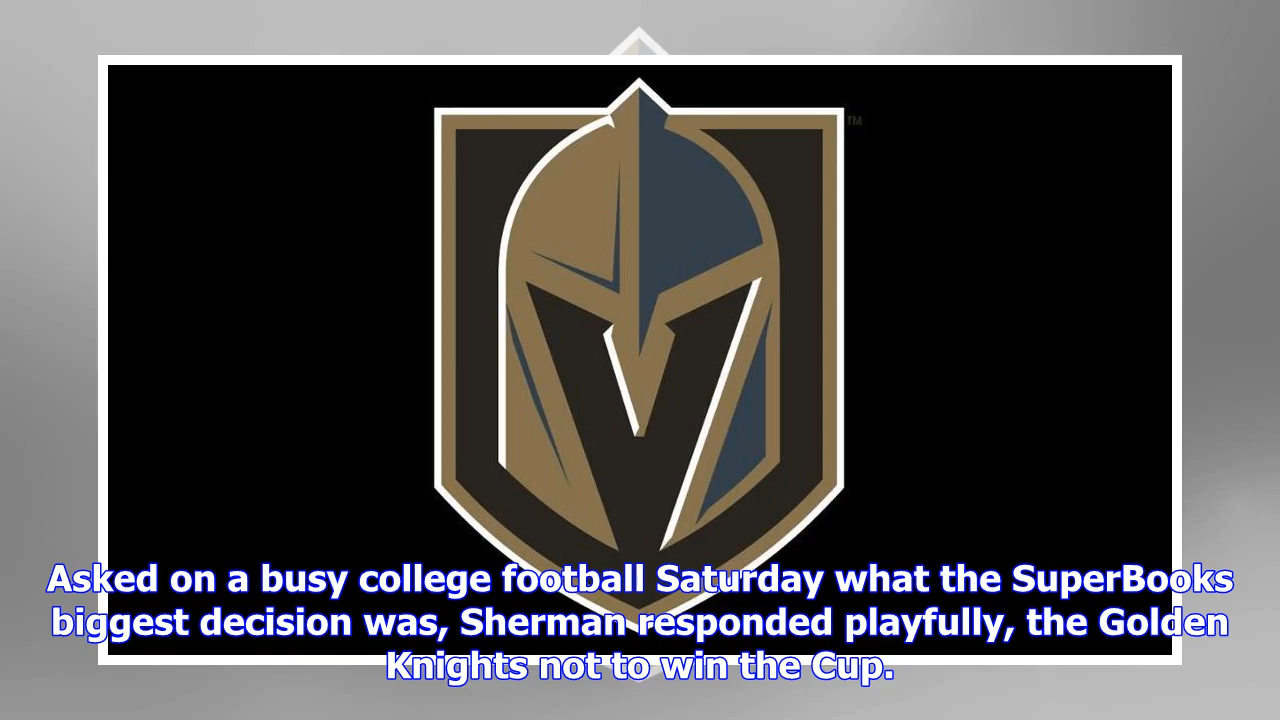 TM
Asked on a busy college football Saturday what the SuperBooks
biggest decision was, Sherman responded playfully, the Golden
Knights not to win the Cup.